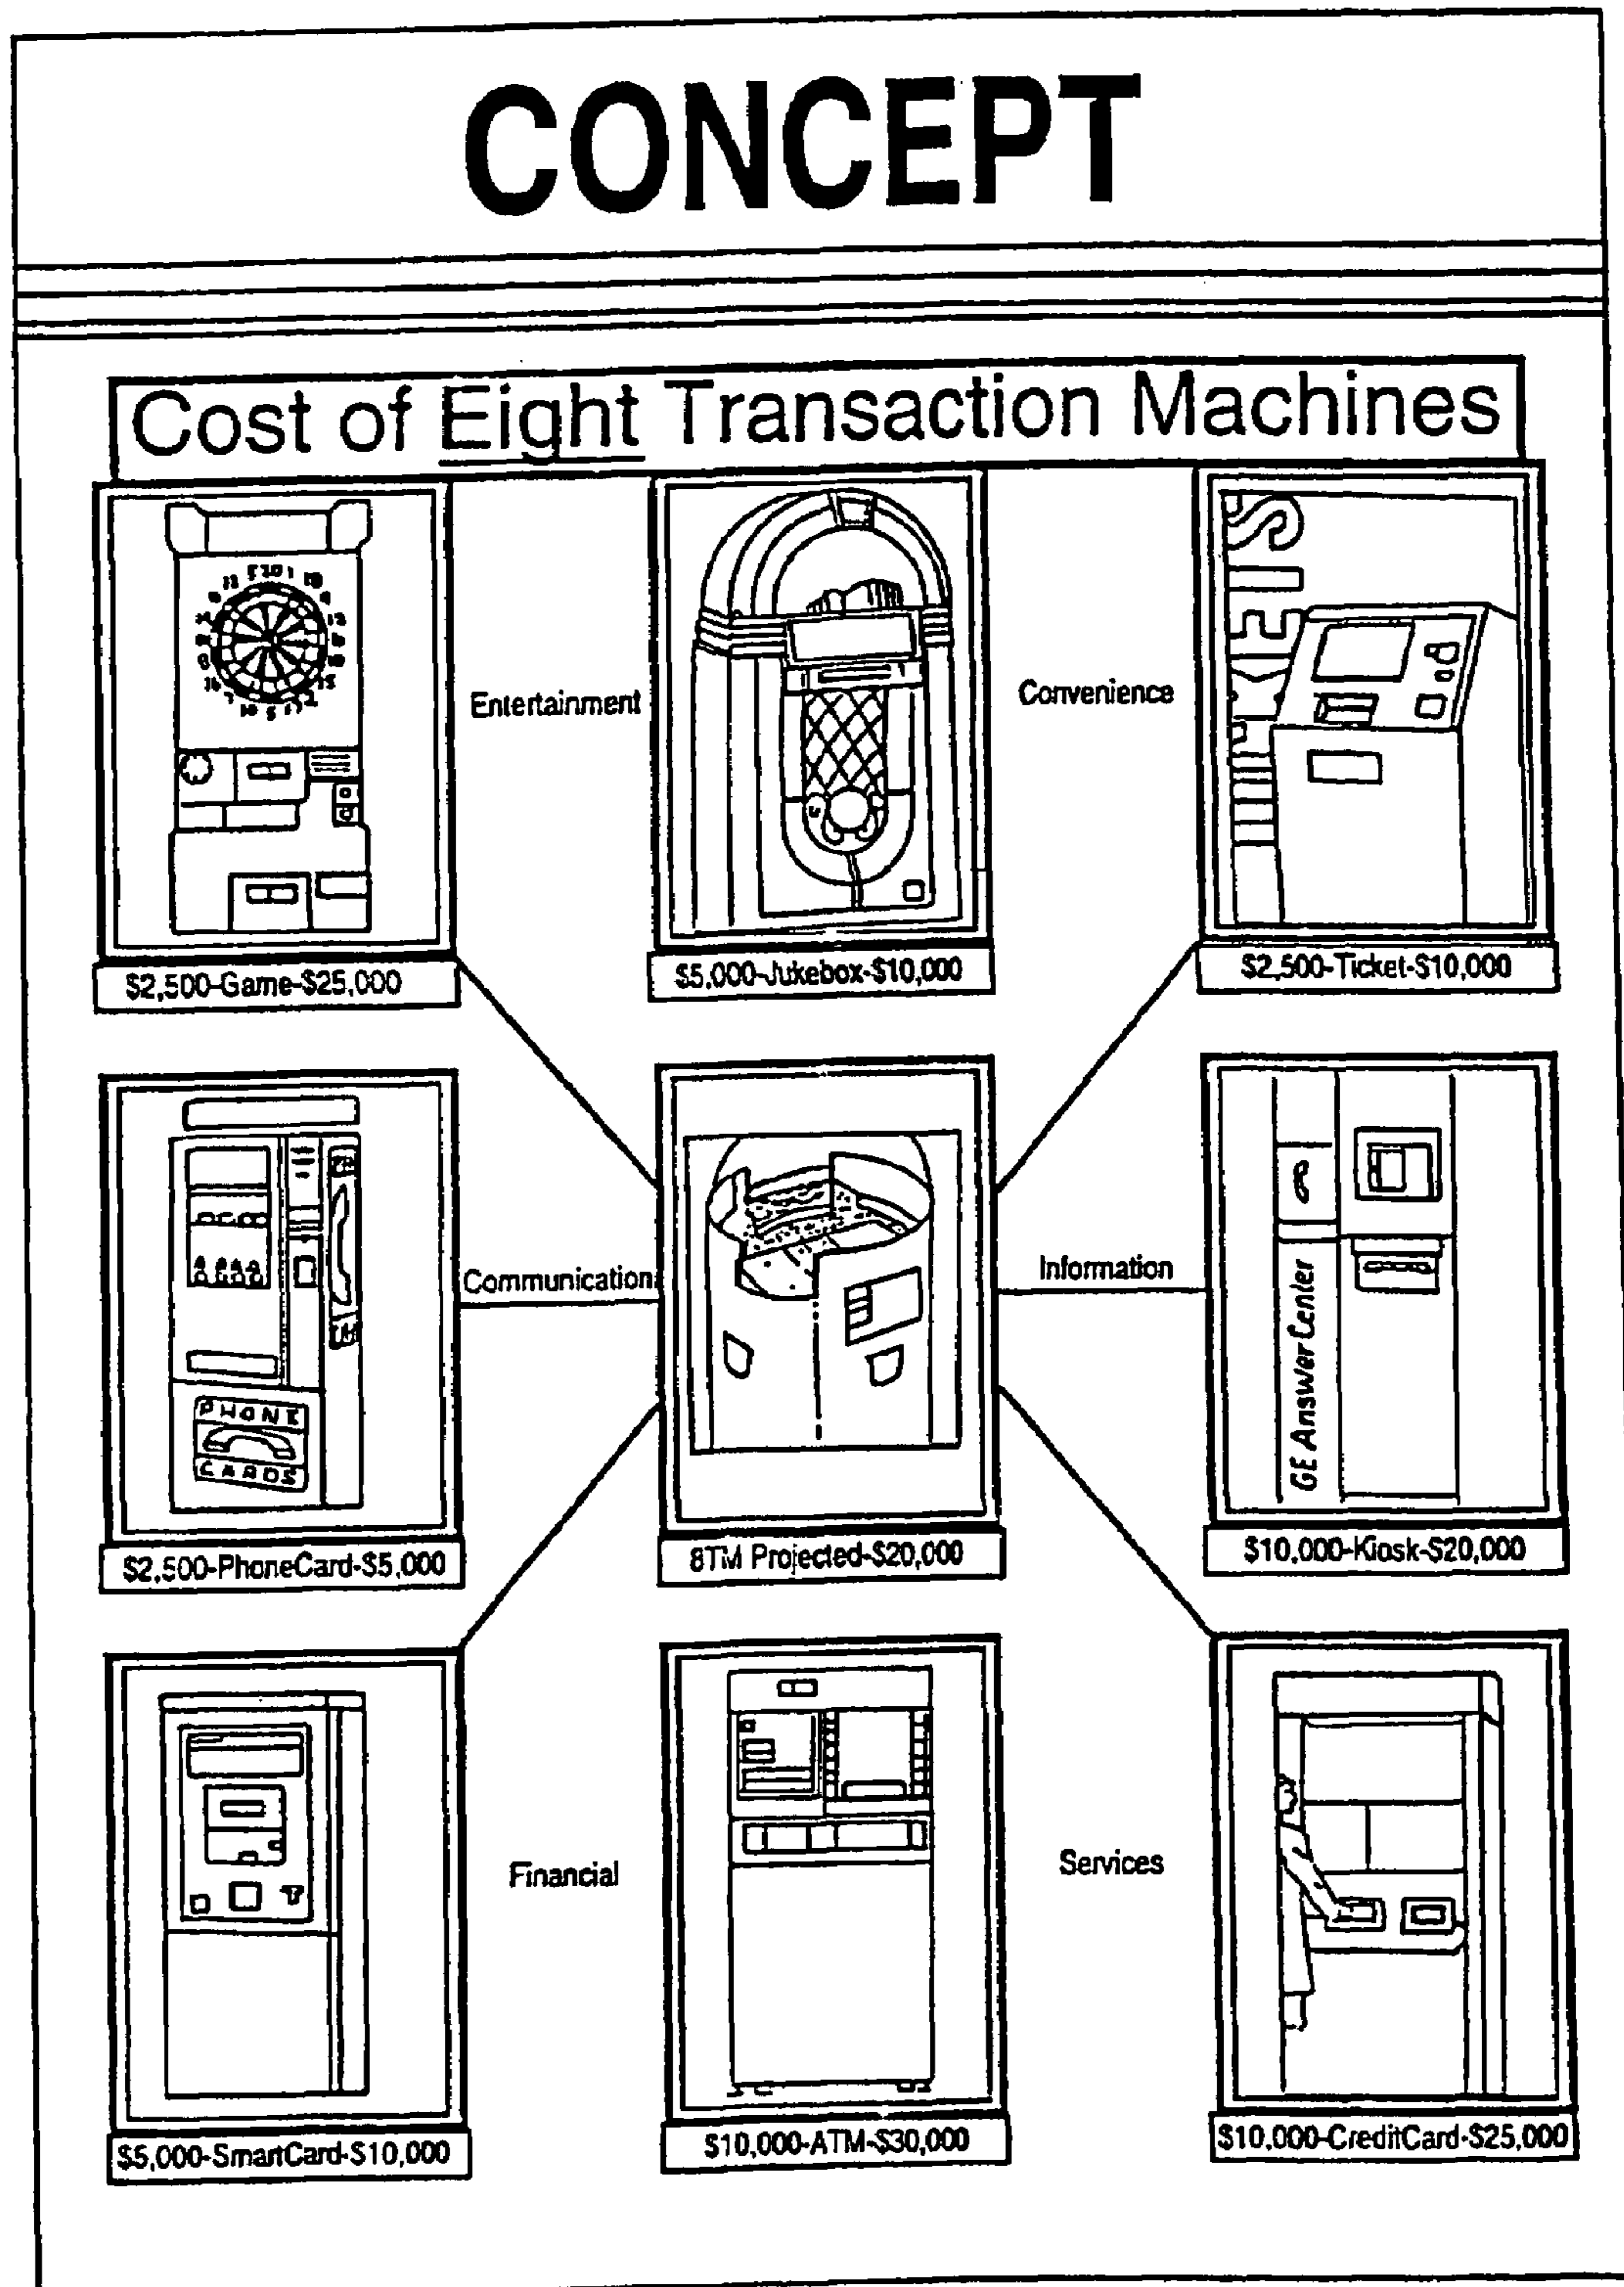 CONCEPT
Cost of Eight Transaction Machines
TICKETS
Entertainment
Convenience
$2,500-Game-$25,000
$5,000-Jukebox-$10,000
$2,500-Ticket-$10,000
PHONE
CARDS
Communication
Information
GE Answer Center
$2,500-PhoneCard-$5,000
8TM Projected-$20,000
$10,000-Kiosk-$20,000
Financial
Services
$5,000-SmartCard-$10,000
$10,000-ATM-$30,000
$10,000-CreditCard-$25,000